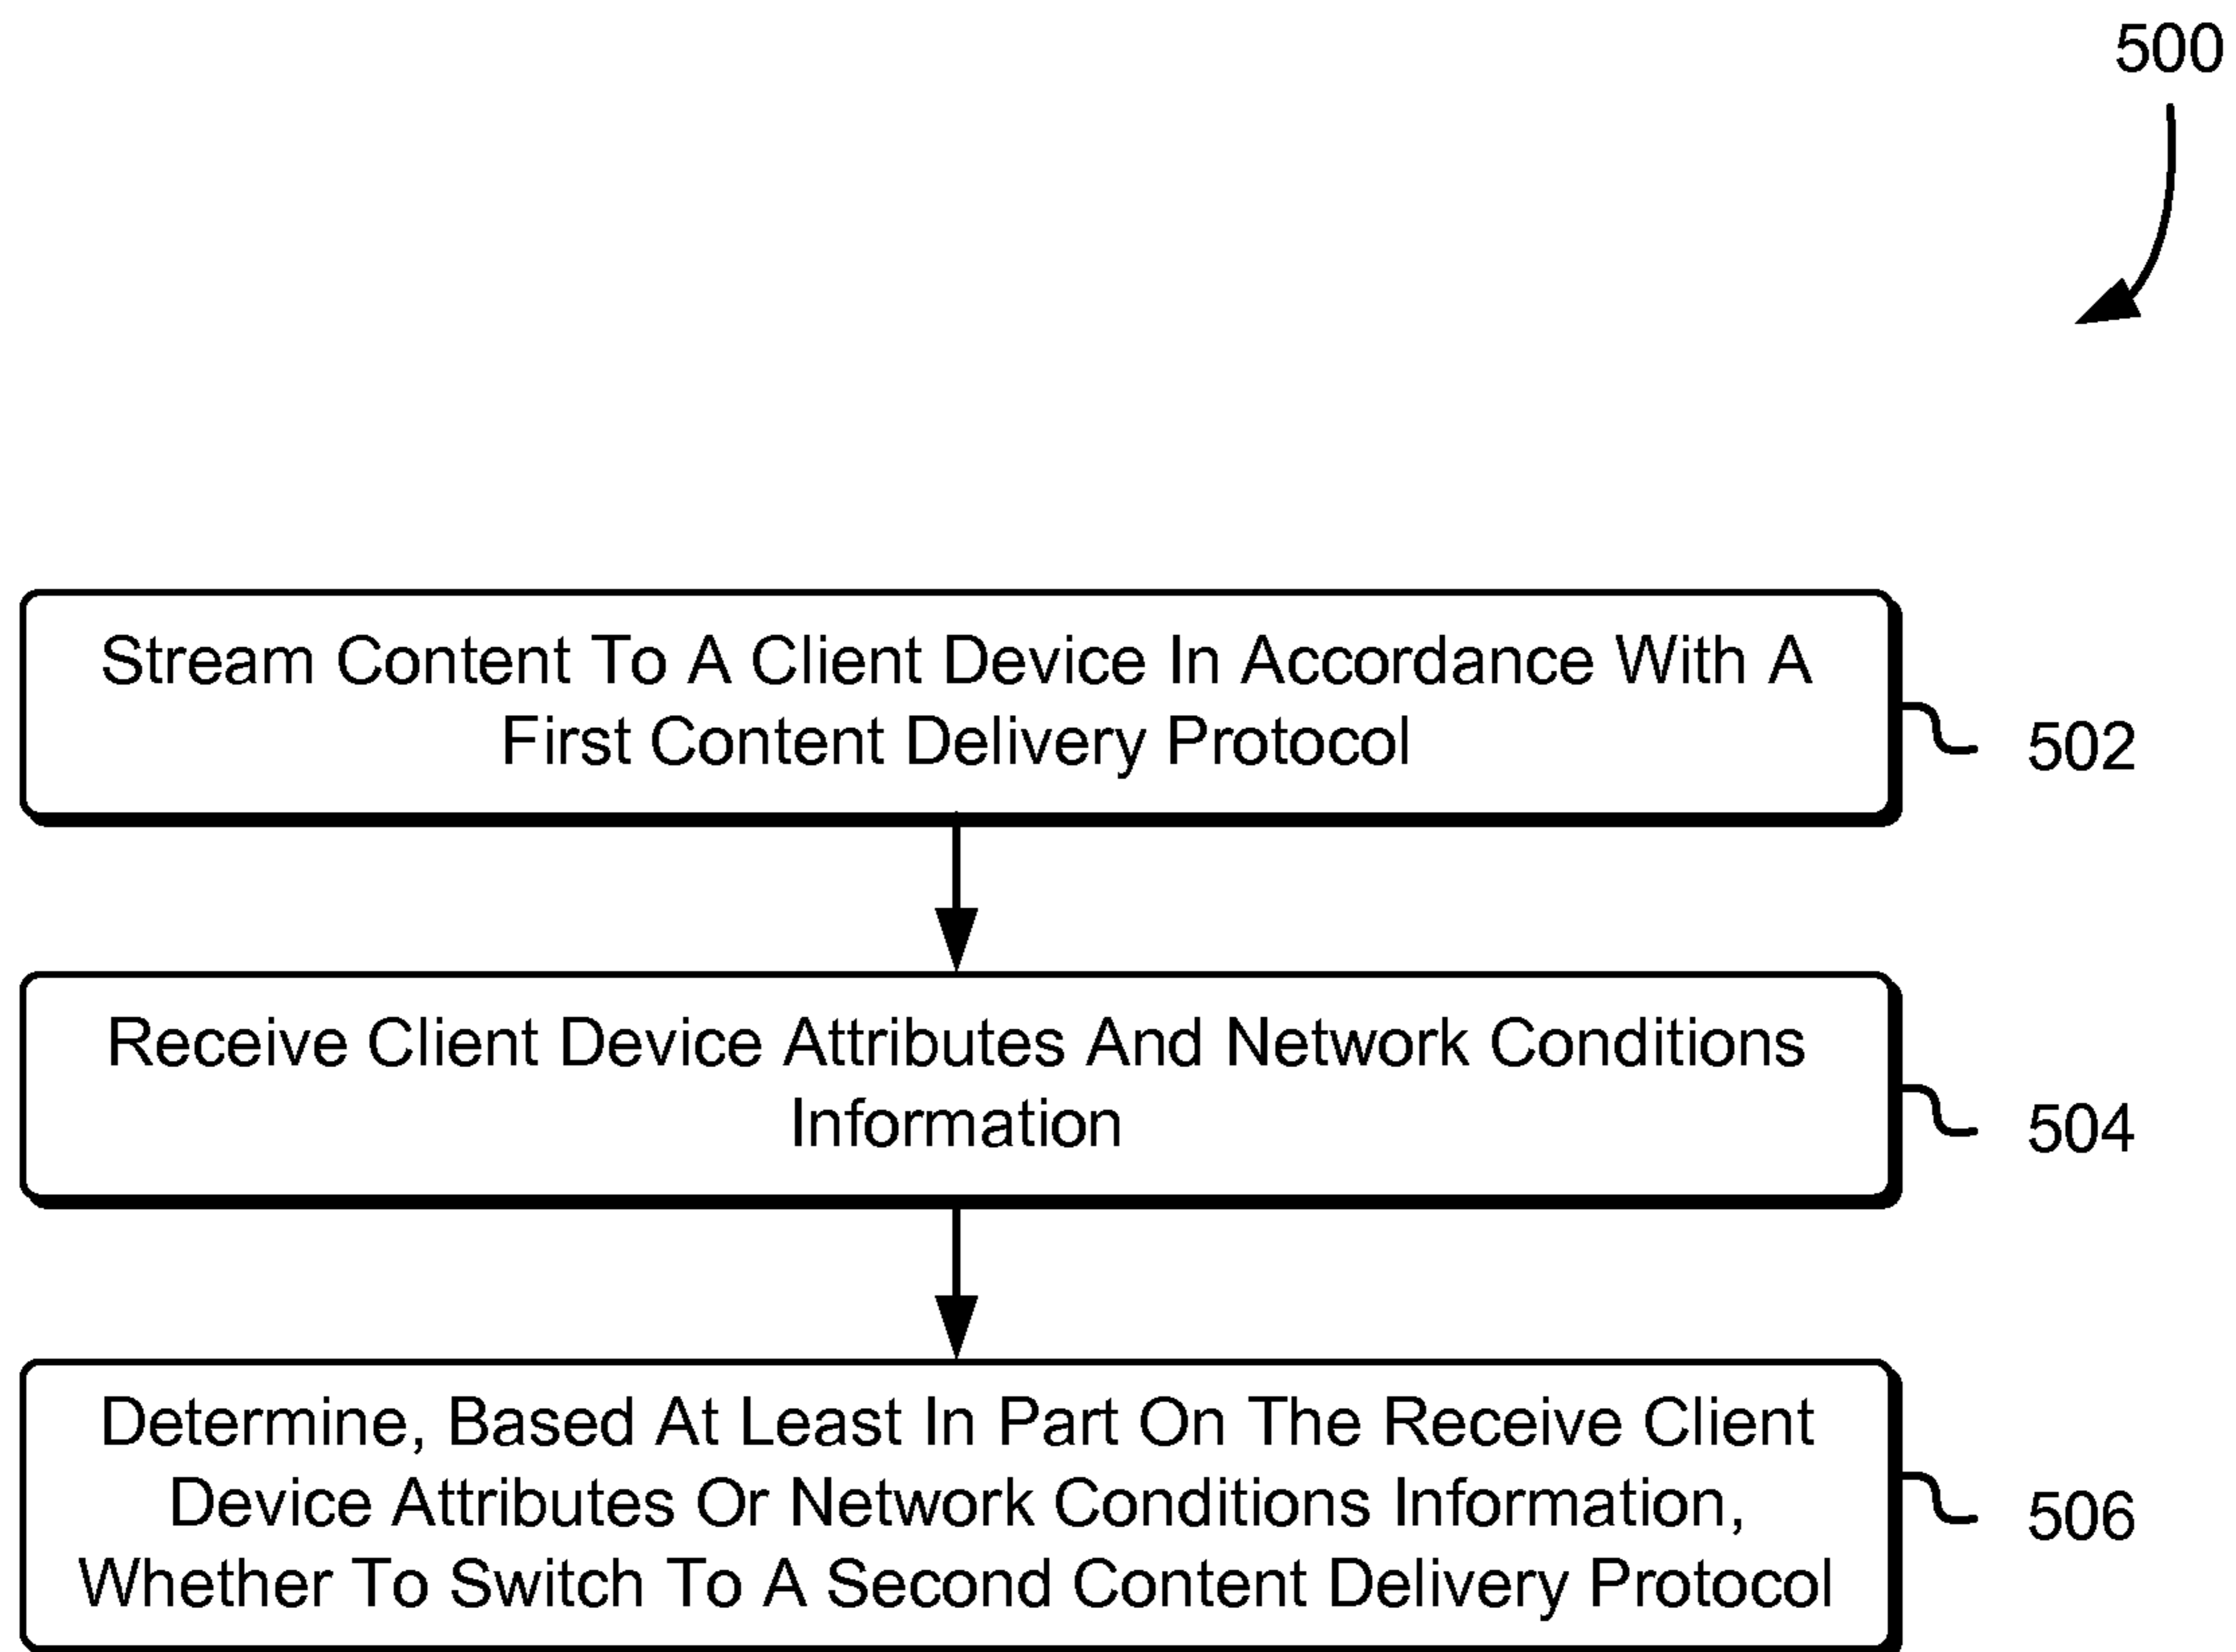 500
Stream Content To A Client Device In Accordance With A
First Content Delivery Protocol
502
Receive Client Device Attributes And Network Conditions
Information
504
Determine, Based At Least In Part On The Receive Client
Device Attributes Or Network Conditions Information,
Whether To Switch To A Second Content Delivery Protocol
506